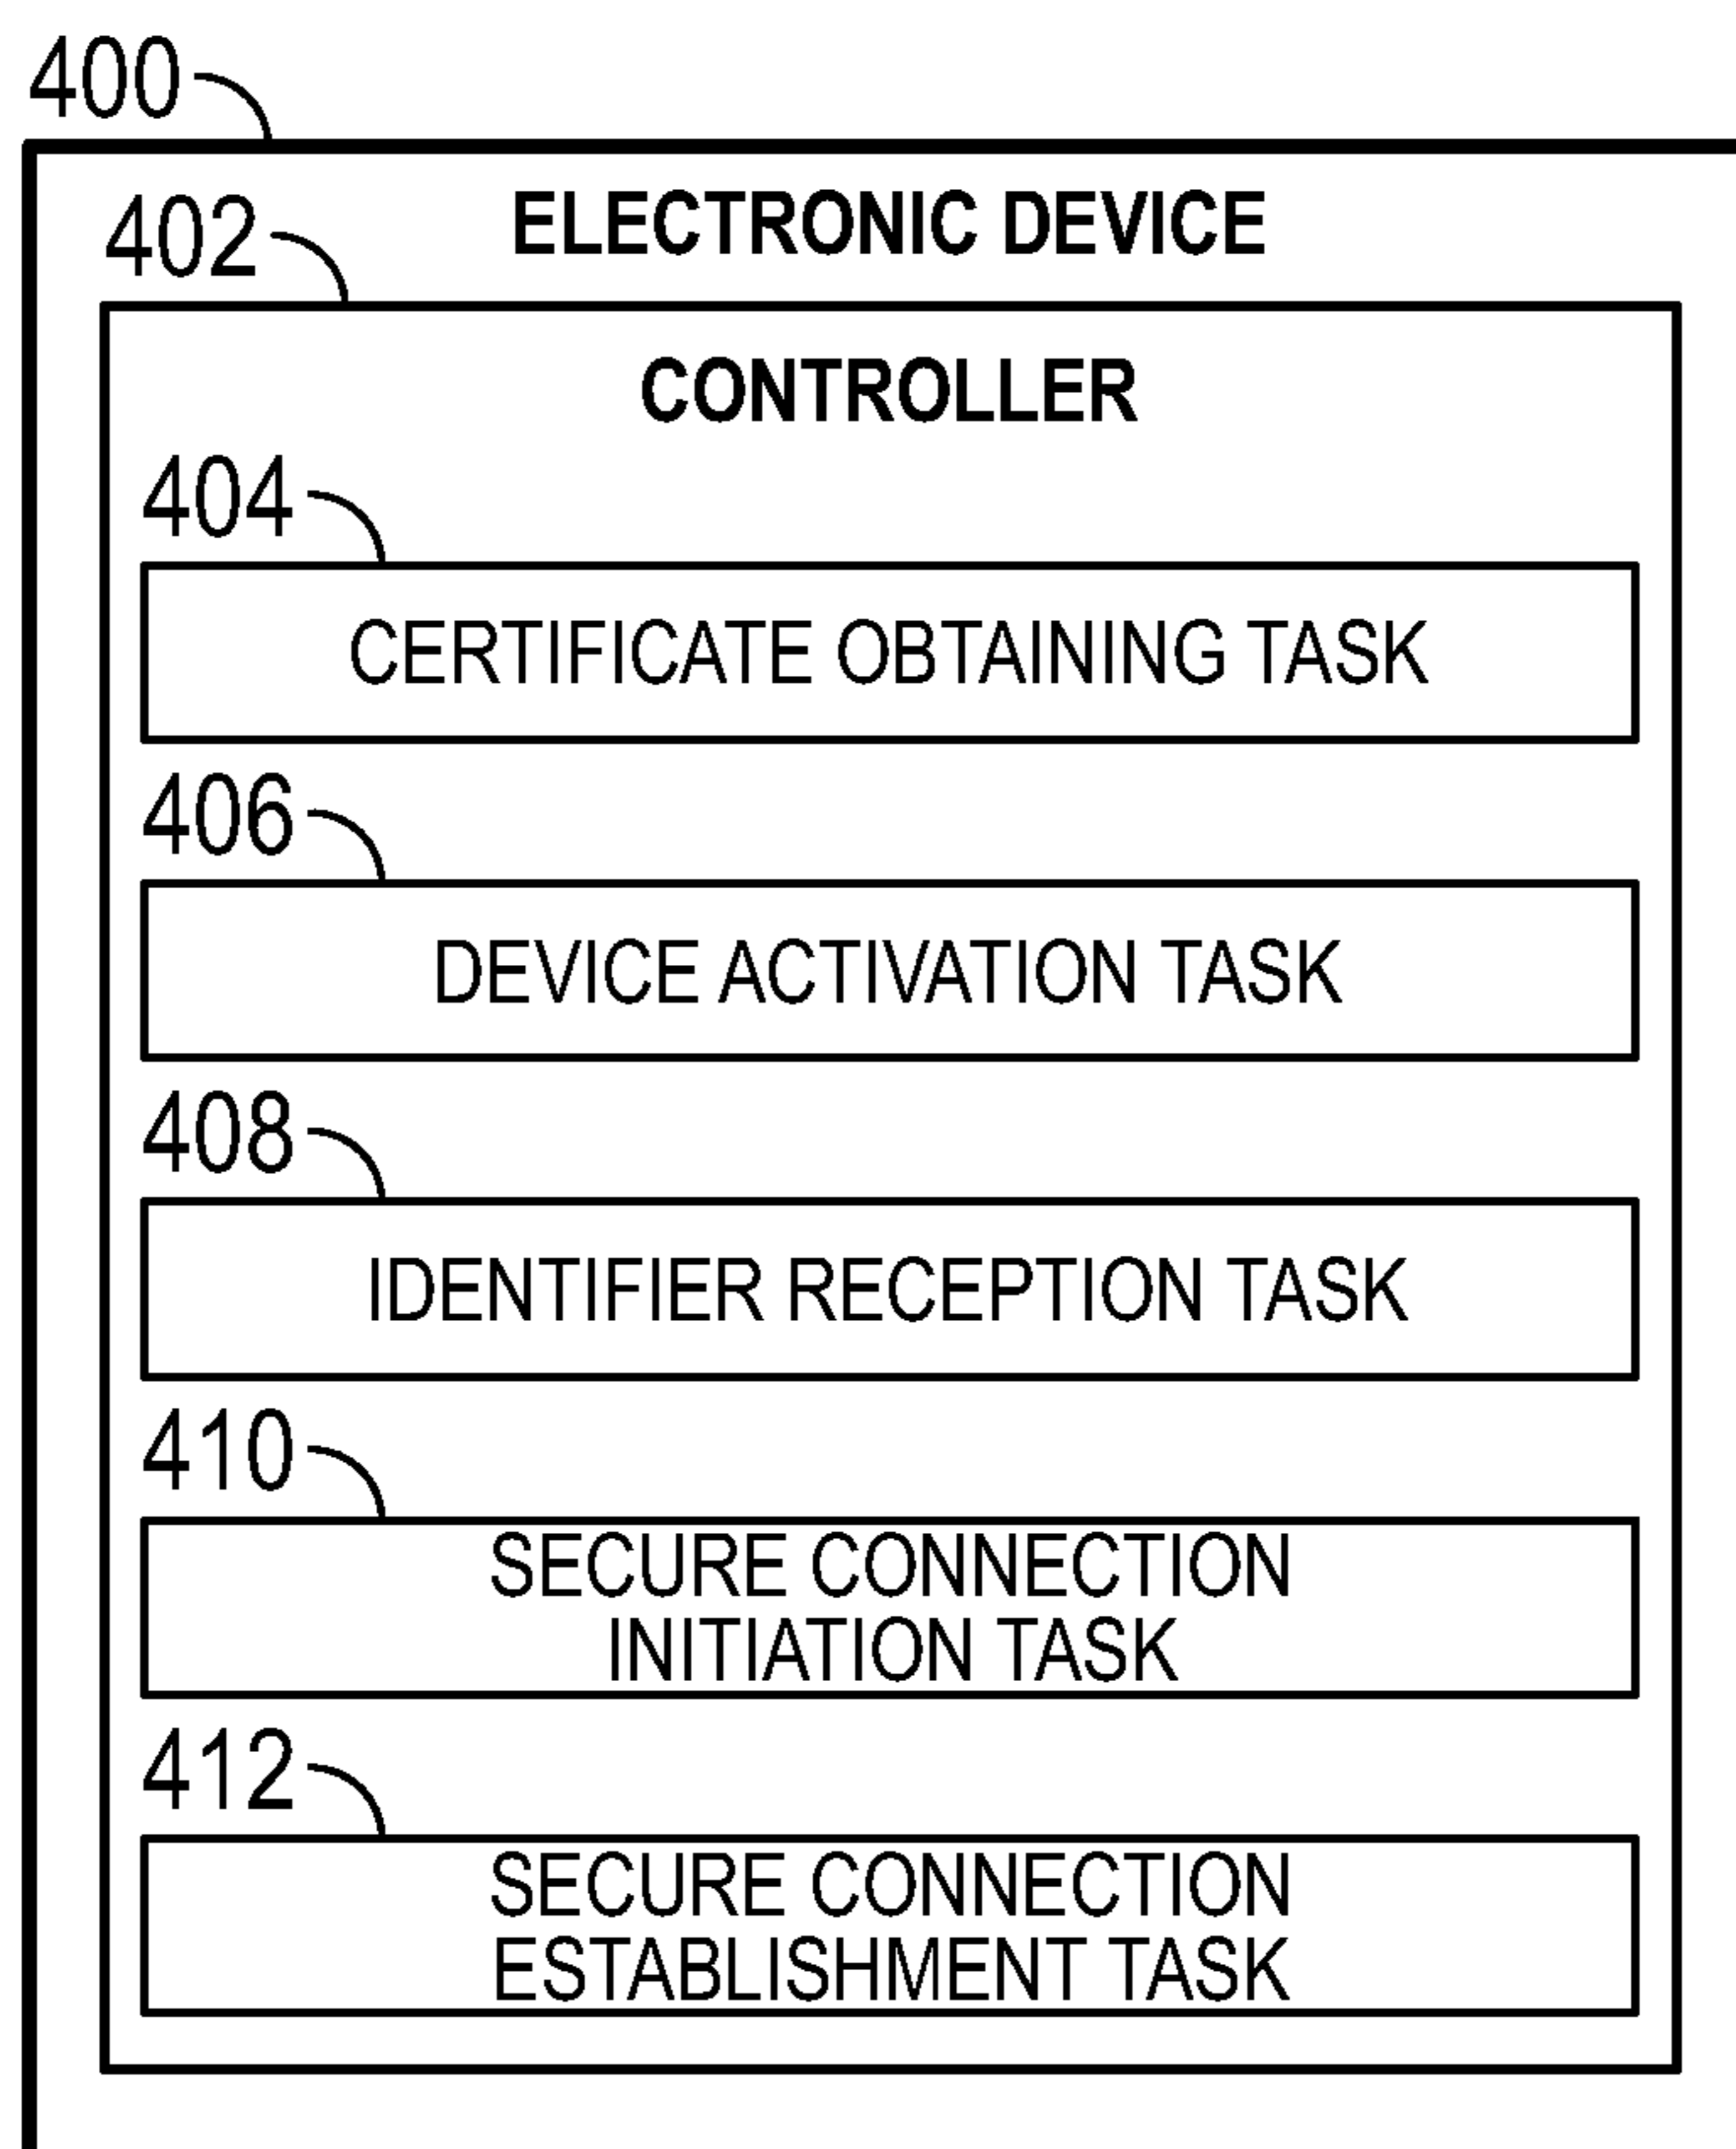 400
402
ELECTRONIC DEVICE
CONTROLLER
404
CERTIFICATE OBTAINING TASK
406
DEVICE ACTIVATION TASK
408
IDENTIFIER RECEPTION TASK
410
SECURE CONNECTION
INITIATION TASK
412
SECURE CONNECTION
ESTABLISHMENT TASK